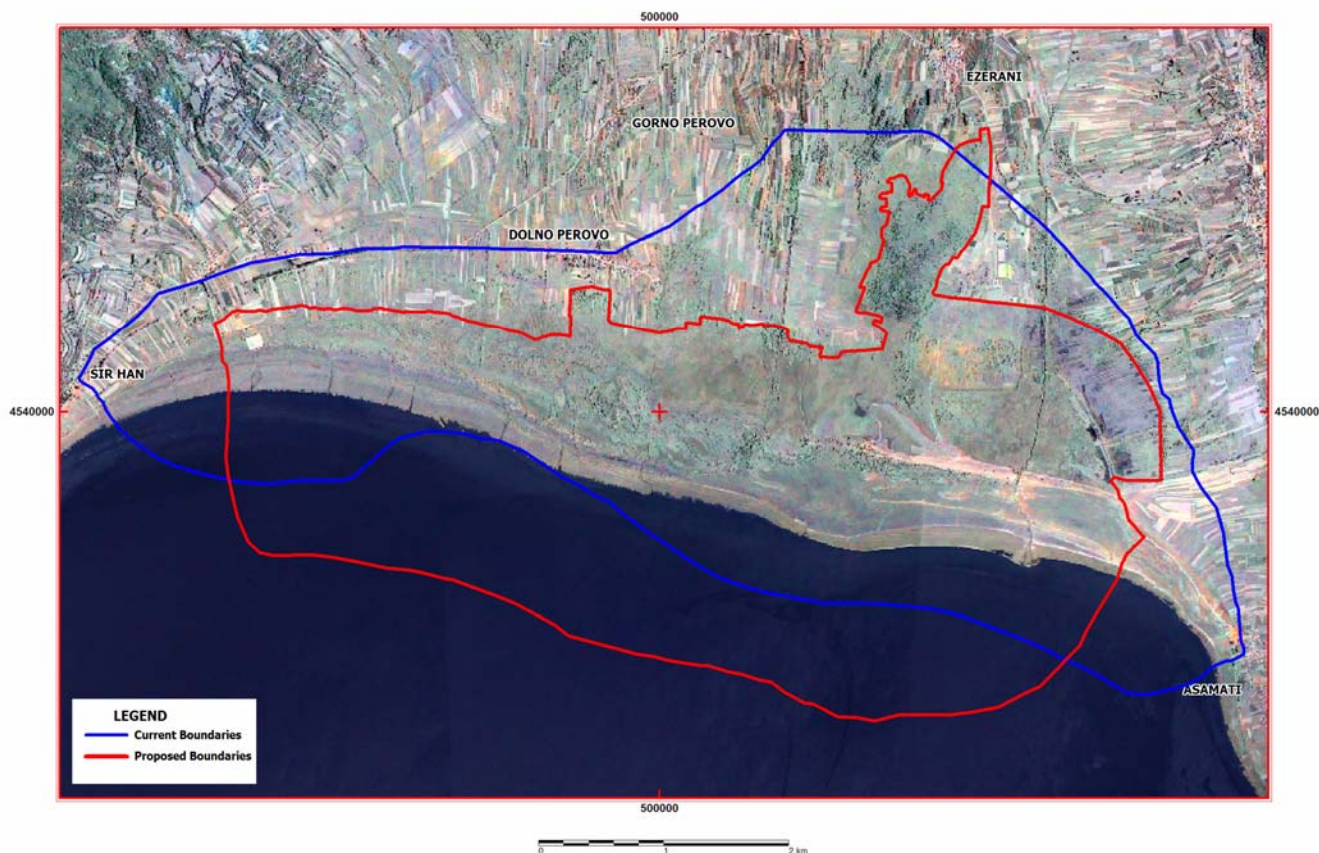 500000
EZERANI
GORNO PEROVO
DOLNO PEROVO
SIR HAN
4540000
4540000
ASAMATI
LEGEND
Current Boundaries
Proposed Boundaries
500000
0 1 2 km